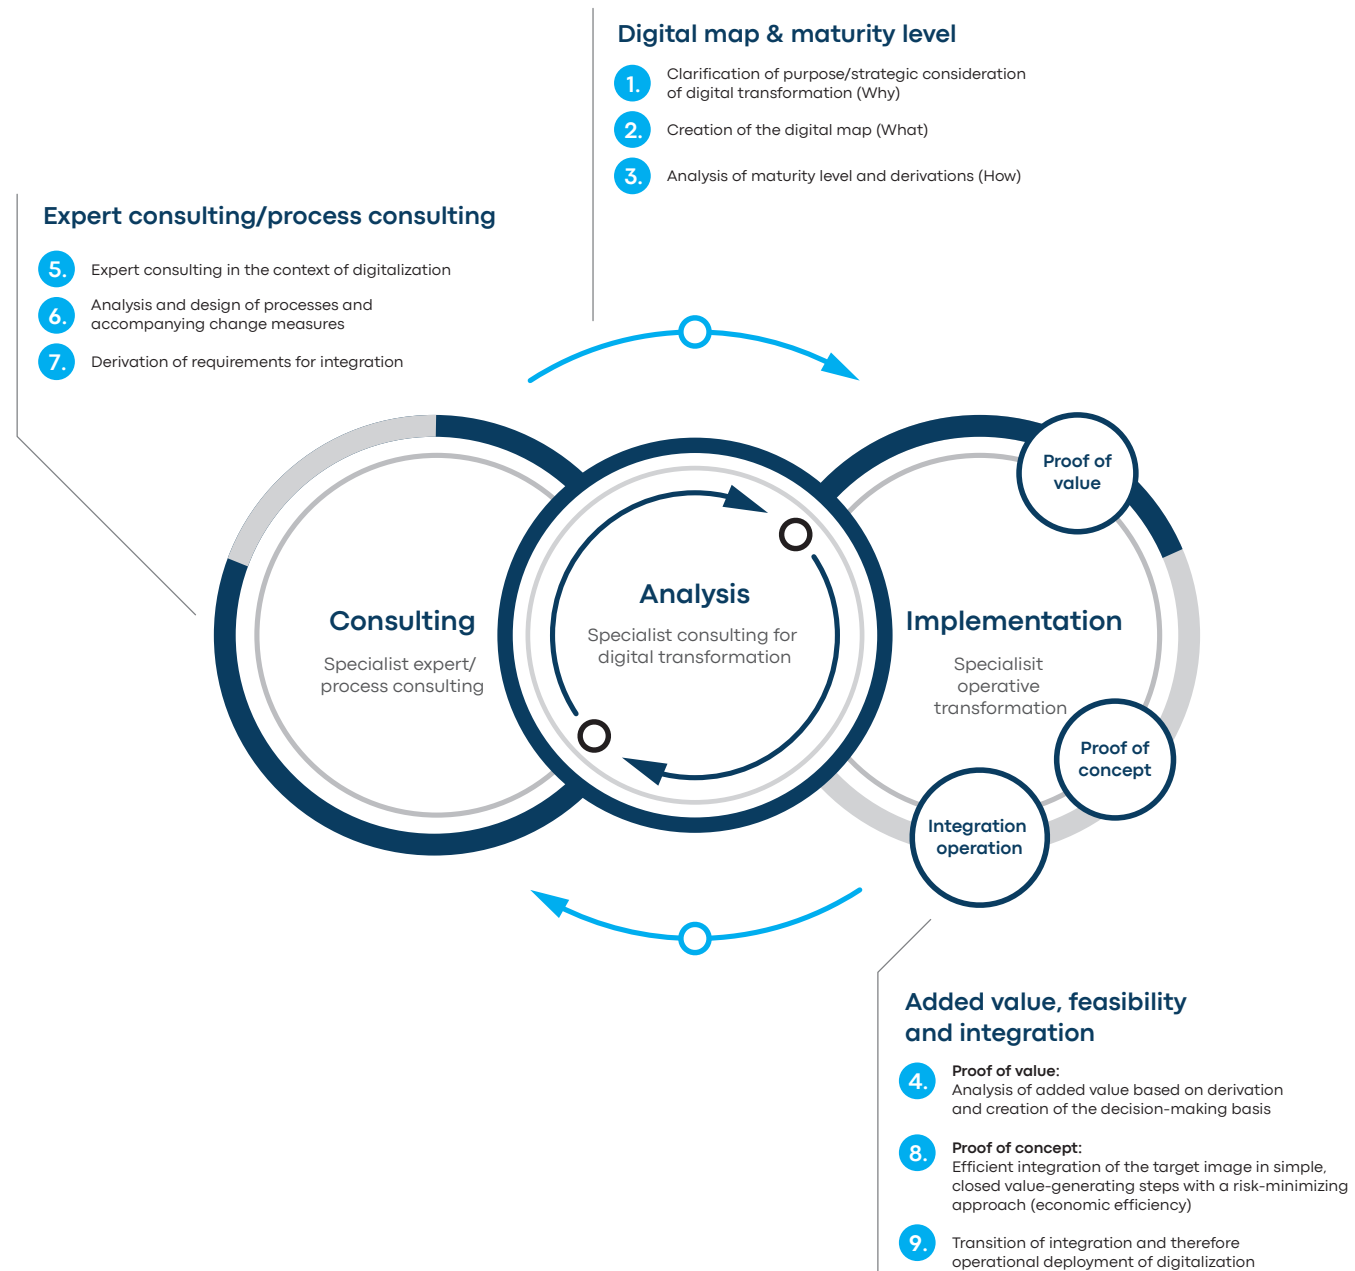 Digital map & maturity level
1. Clarification of purpose/strategic consideration
of digital transformation (Why)
2. Creation of the digital map (What)
3. Analysis of maturity level and derivations (How)
Expert consulting/process consulting
5. Expert consulting in the context of digitalization
6. Analysis and design of processes and
accompanying change measures
7. Derivation of requirements for integration
Consulting
Specialist expert/
process consulting
Analysis
Specialist consulting for
digital transformation
Implementation
Specialisit
operative
transformation
Proof of
value
Proof of
concept
Integration
operation
Added value, feasibility
and integration
4. Proof of value:
Analysis of added value based on derivation
and creation of the decision-making basis
8. Proof of concept:
Efficient integration of the target image in simple,
closed value-generating steps with a risk-minimizing
approach (economic efficiency)
9. Transition of integration and therefore
operational deployment of digitalization